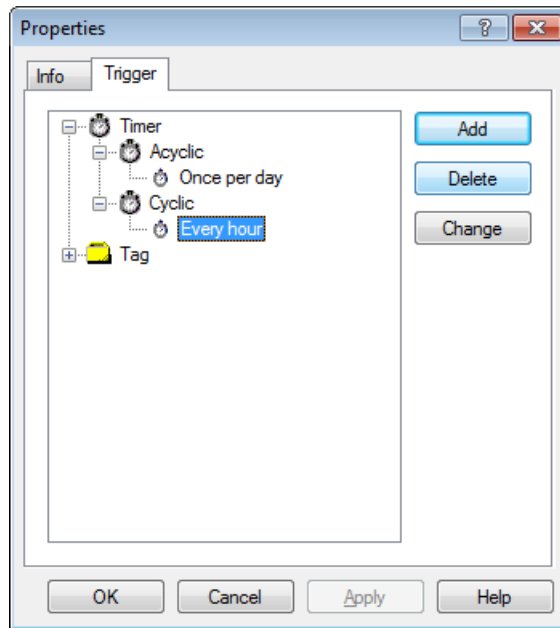 Properties
Info
Trigger
Timer
Acyclic
Once per day
Cyclic
Every hour
Tag
Add
Delete
Change
OK
Cancel
Apply
Help